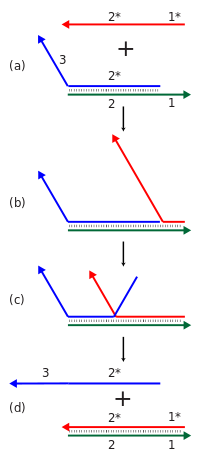 2* 1*
3 +
(a) 2*
2 1
(b)
(c)
3 2*
+
(d) 2* 1*
2 1